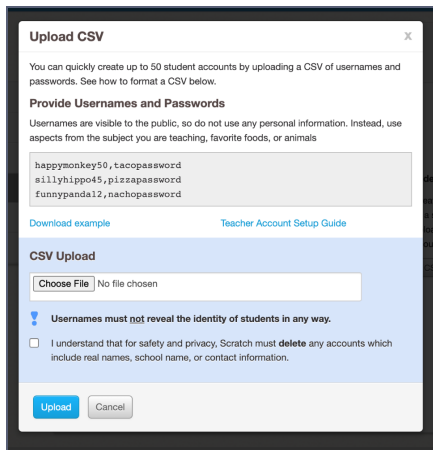 Upload CSV
x
You can quickly create up to 50 student accounts by uploading a CSV of usernames and
passwords. See how to format a CSV below.
Provide Usernames and Passwords
Usernames are visible to the public, so do not use any personal information. Instead, use
aspects from the subject you are teaching, favorite foods, or animals
happymonkey50,tacopassword
sillyhippo45,pizzapassword
funnypanda12,nachopassword
Download example
Teacher Account Setup Guide
CSV Upload
Choose File No file chosen
Usernames must not reveal the identity of students in any way.
I understand that for safety and privacy, Scratch must delete any accounts which
include real names, school name, or contact information.
Upload
Cancel